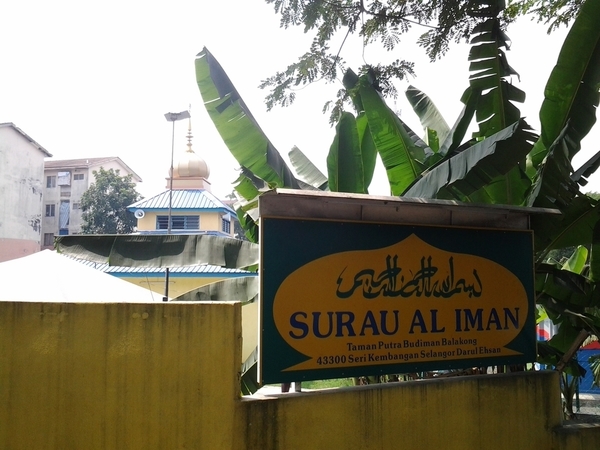 SURAU AL IMAN
Taman Putra Budiman Balakong
43300 Seri Kembangan Selangor Darul Ehsan